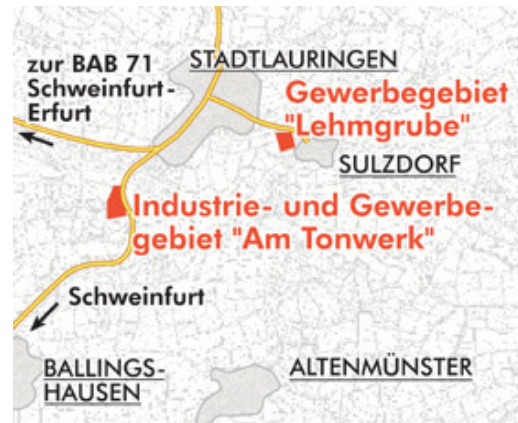 STADTLAURINGEN
zur BAB 71
Schweinfurt-
Erfurt
Gewerbegebiet
"Lehmgrube"
SULZDORF
Industrie- und Gewerbe-
gebiet "Am Tonwerk"
Schweinfurt
BALLINGS-
HAUSEN
ALTENMÜNSTER